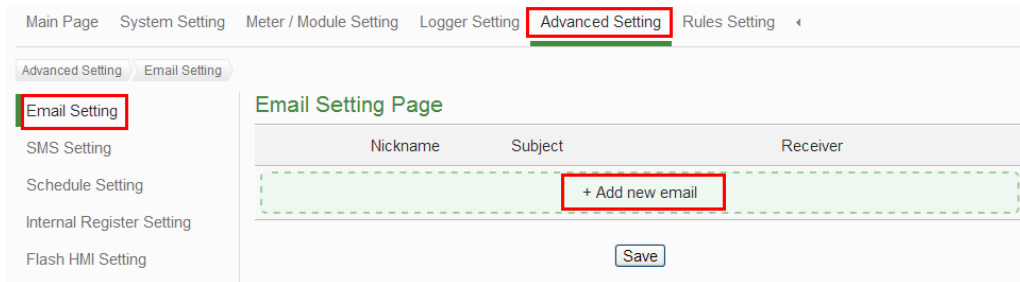 Main Page System Setting Meter / Module Setting Logger Setting Advanced Setting Rules Setting
Advanced Setting Email Setting
Email Setting
SMS Setting
Schedule Setting
Internal Register Setting
Flash HMI Setting
Email Setting Page
Nickname Subject Receiver
+ Add new email
Save